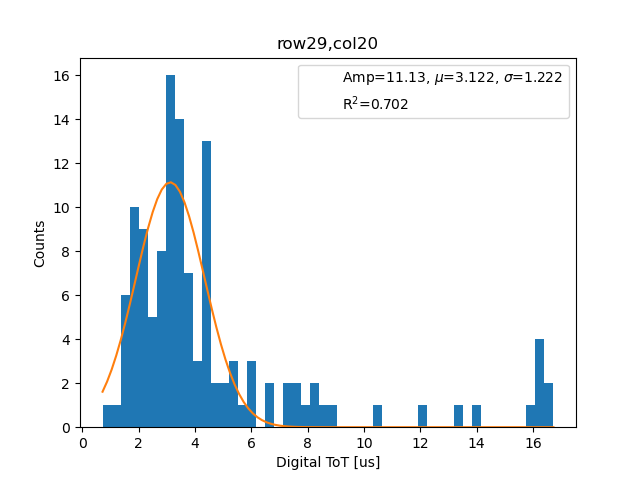 row29,col20
Amp=11.13, μ=3.122, σ=1.222
R²=0.702
16
14
12
10
8
6
4
2
0
Counts
0 2 4 6 8 10 12 14 16
Digital ToT [us]